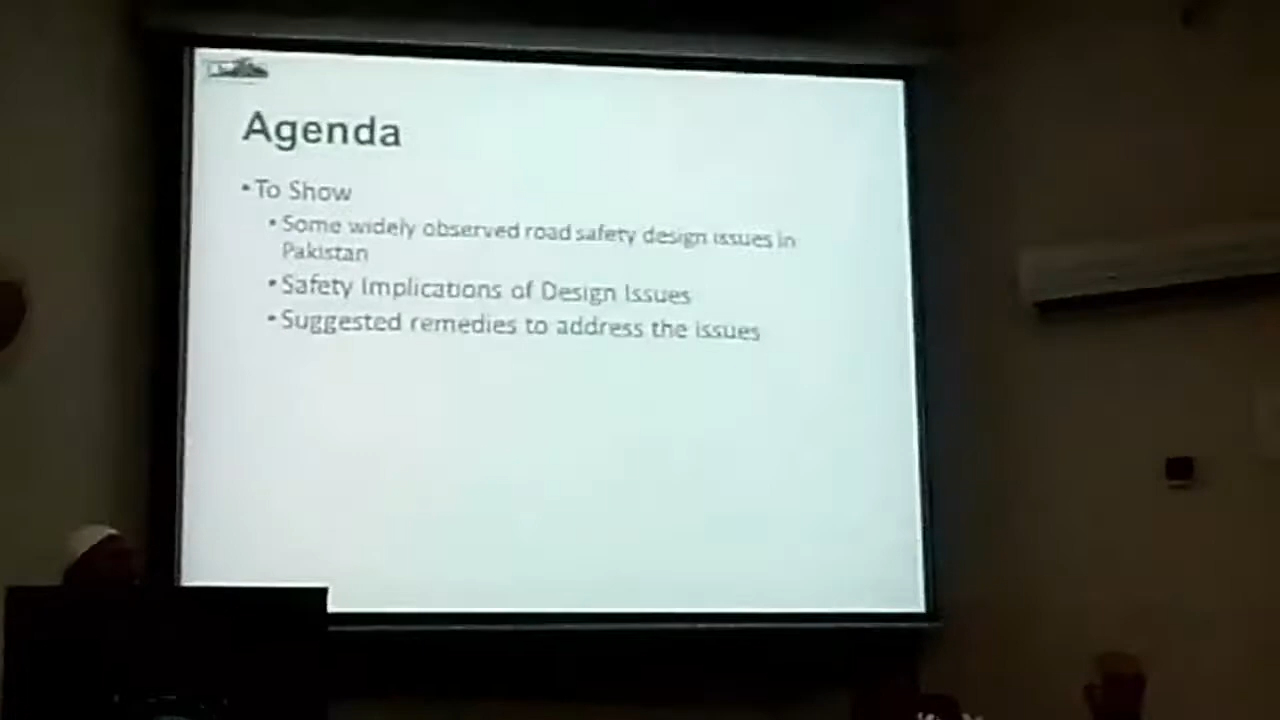 Agenda
• To Show
• Some widely observed road safety design issues in
Pakistan
• Safety Implications of Design Issues
• Suggested remedies to address the issues